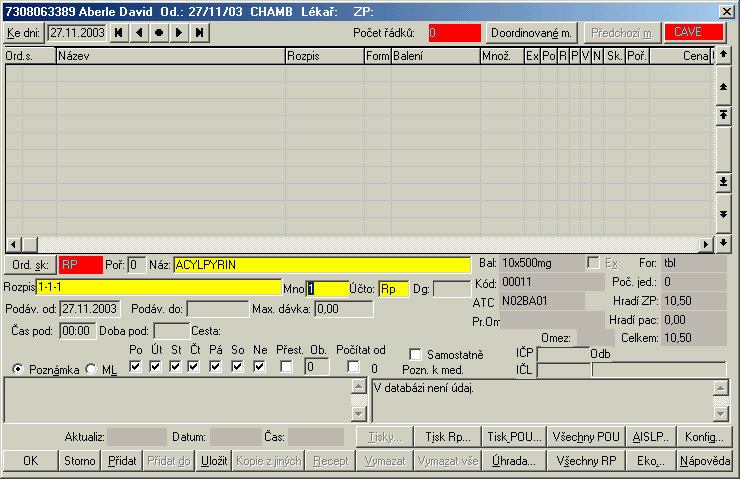 7308063389 Aberle David Od.: 27/11/03 CHAMB Lékař: ZP:
Ke dni: 27.11.2003 Počet řádků: 0 Doordinované m. Předchozí m. CAVE
Ord.s. Název Rozpis Form Balení Množ. Ex Po R P V N Sk. Poř. Cena
Ord. sk: RP Poř: 0 Náz: ACYLPYRIN Bal: 10x500mg Ex For: tbl
Rozpis 1-1-1 Mno 1 Účto: Rp Dg: Kód: 00011 Poč. jed.: 0
Podáv. od: 27.11.2003 Podáv. do: Max. dávka: 0,00 ATC N02BA01 Hradí ZP: 10,50
Čas pod: 00:00 Doba pod: Cesta: Pr.Om Hradí pac: 0,00
Omez: Celkem: 10,50
Po Út St Čt Pá So Ne Přest. Ob. Počítat od Samostatně IČP Odb
Poznámka ML 0 0 Pozn. k med. IČL
V databázi není údaj.
Aktualiz: Datum: Čas: Tisky... Tisk Rp... Tisk POU... Všechny POU AISLP.. Konfig...
OK Storno Přidat Přidat do Uložit Kopie z jiných Recept Vymazat Vymazat vše Úhrada... Všechny RP Eko... Nápověda